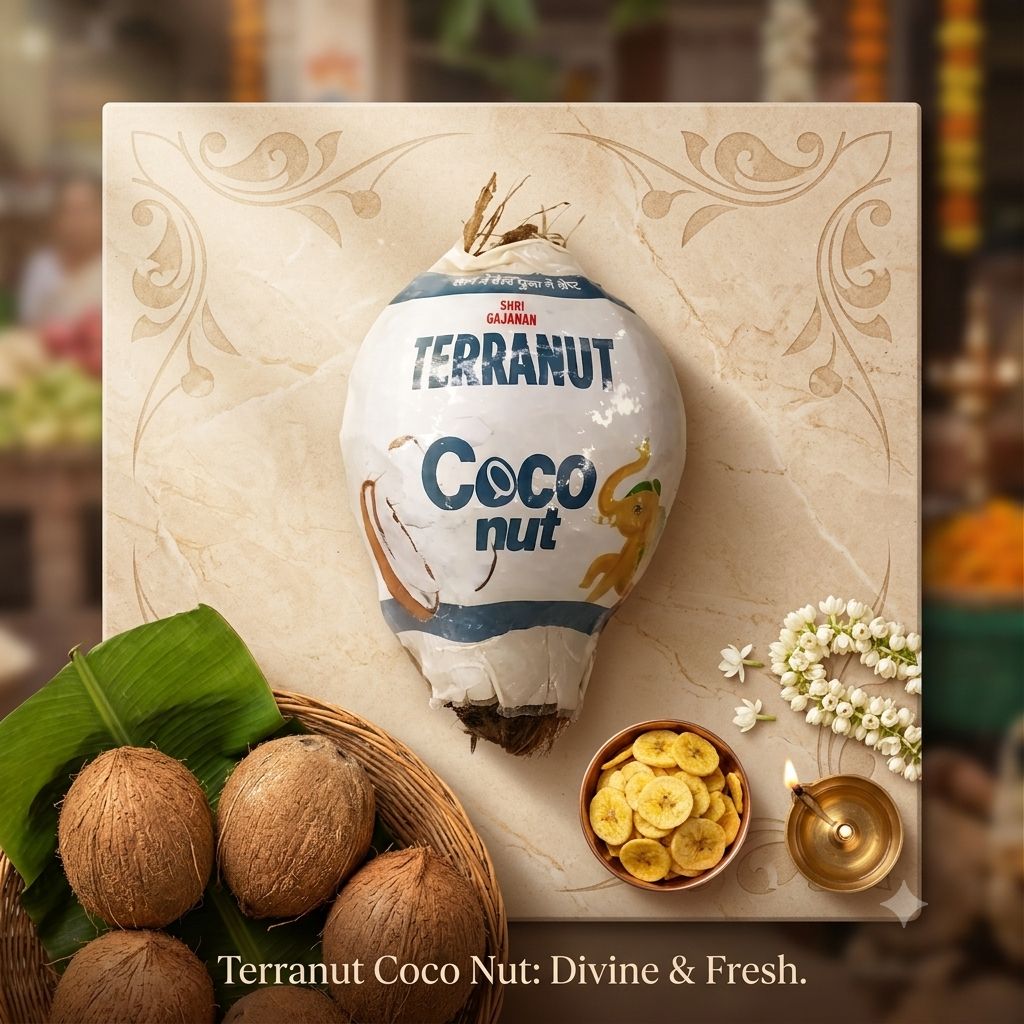 SHRI
GAJANAN
TERRANUT
Coco
nut
Terranut Coco Nut: Divine & Fresh.